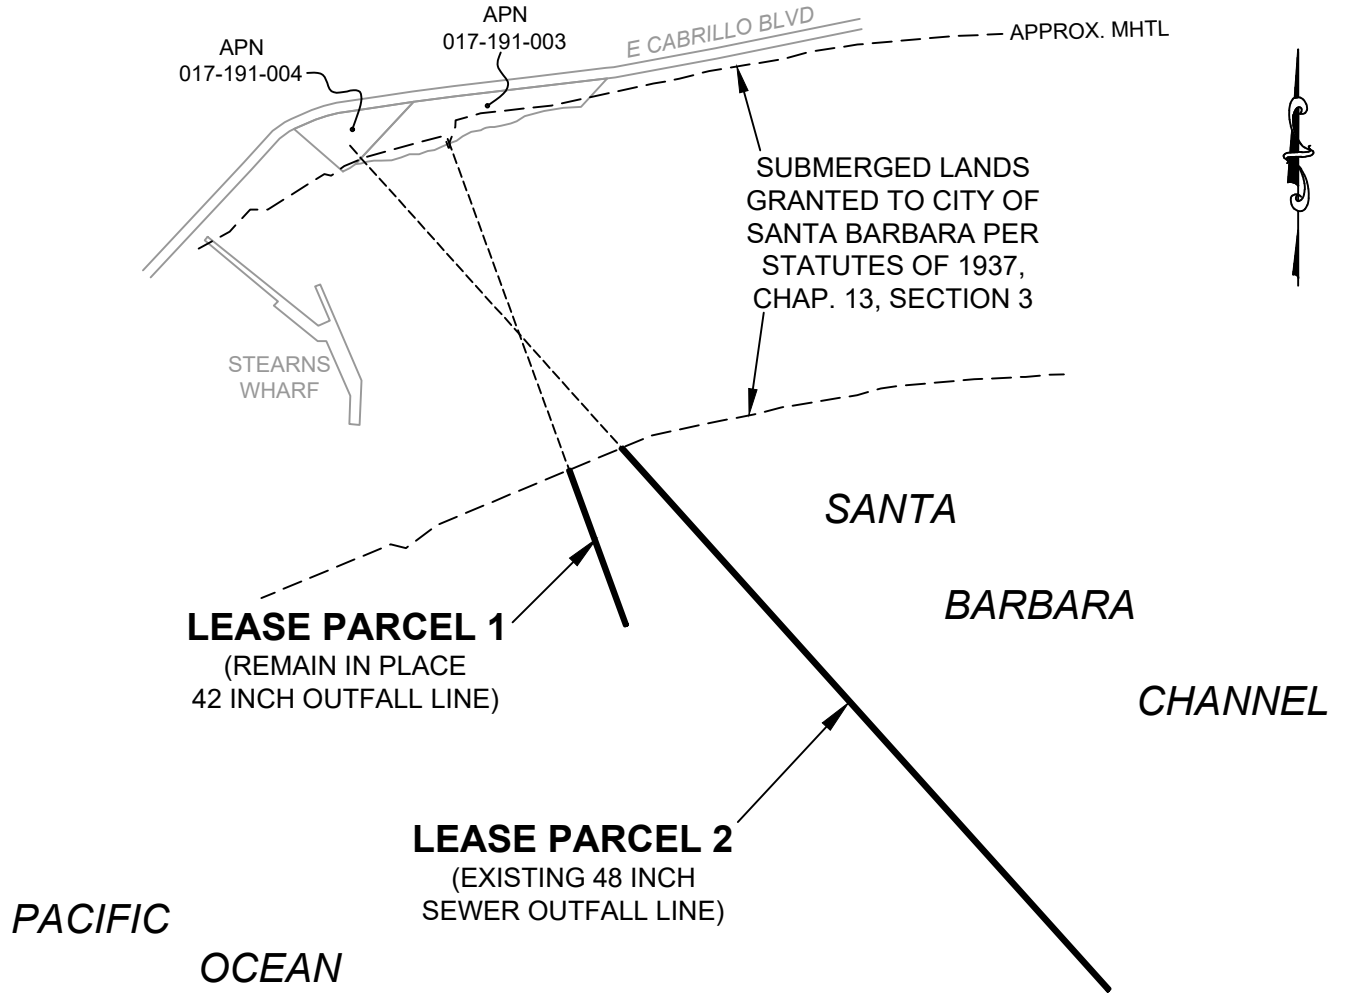 APN
017-191-003
APN
017-191-004
E CABRILLO BLVD
APPROX. MHTL
SUBMERGED LANDS
GRANTED TO CITY OF
SANTA BARBARA PER
STATUTES OF 1937,
CHAP. 13, SECTION 3
STEARNS
WHARF
SANTA
BARBARA
CHANNEL
LEASE PARCEL 1
(REMAIN IN PLACE
42 INCH OUTFALL LINE)
LEASE PARCEL 2
(EXISTING 48 INCH
SEWER OUTFALL LINE)
PACIFIC
OCEAN